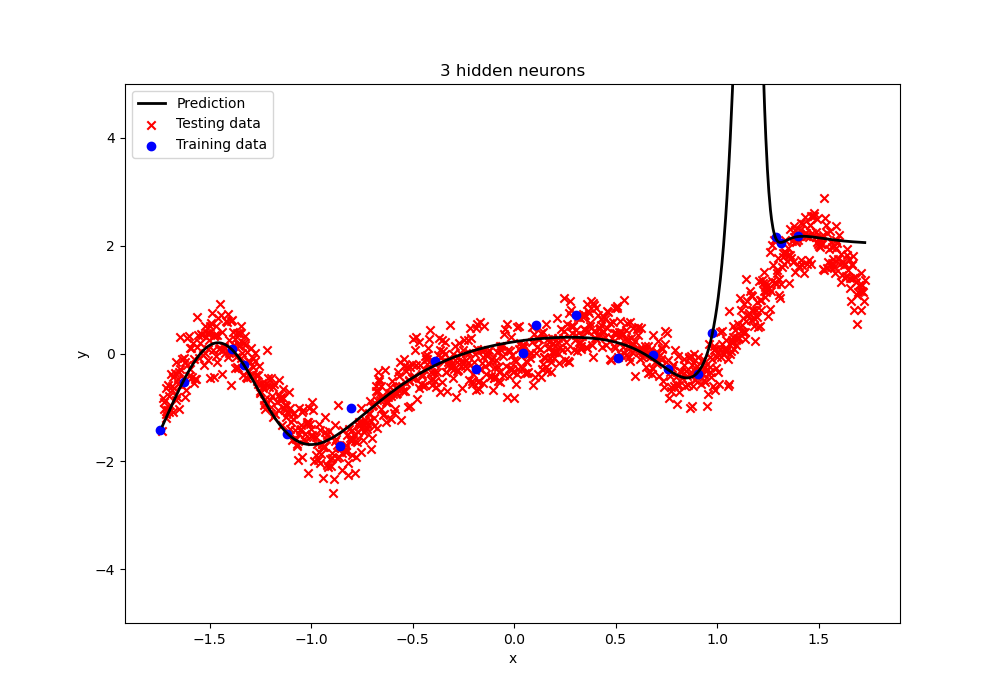 3 hidden neurons
Prediction
Testing data
Training data
4
2
0
−2
−4
y
−1.5 −1.0 −0.5 0.0 0.5 1.0 1.5
x